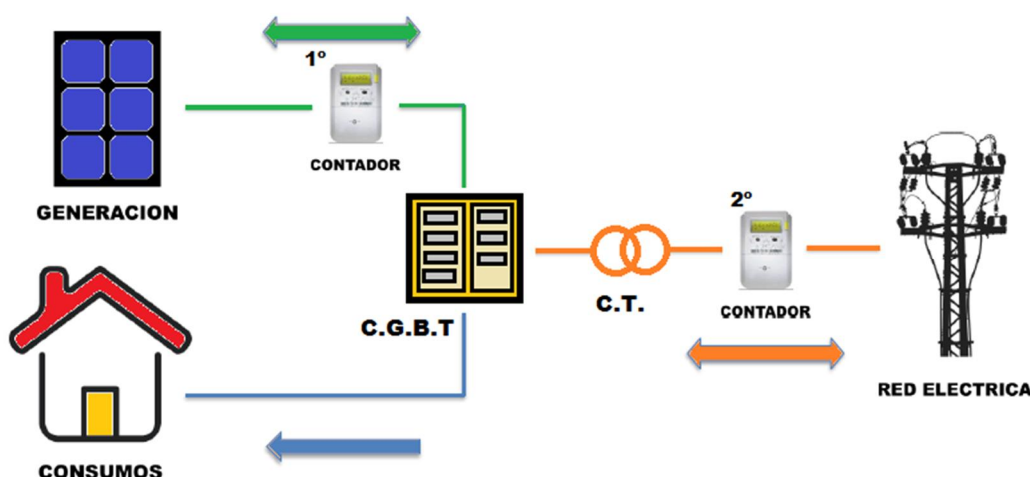 1º
CONTADOR
GENERACION
2º
C.G.B.T
C.T.
CONTADOR
RED ELECTRICA
CONSUMOS